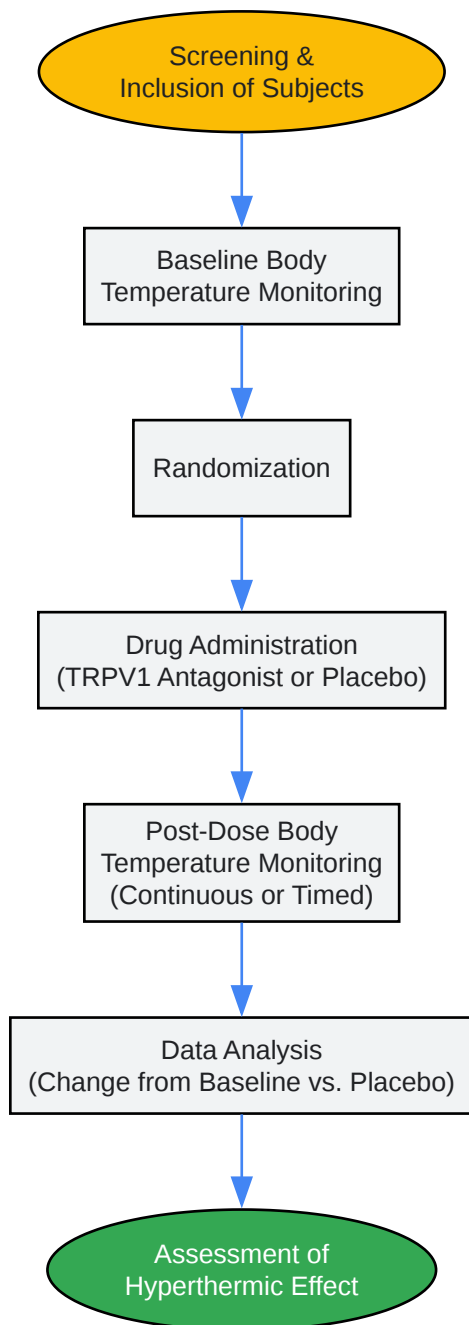 Screening &
Inclusion of Subjects
Baseline Body
Temperature Monitoring
Randomization
Drug Administration
(TRPV1 Antagonist or Placebo)
Post-Dose Body
Temperature Monitoring
(Continuous or Timed)
Data Analysis
(Change from Baseline vs. Placebo)
Assessment of
Hyperthermic Effect